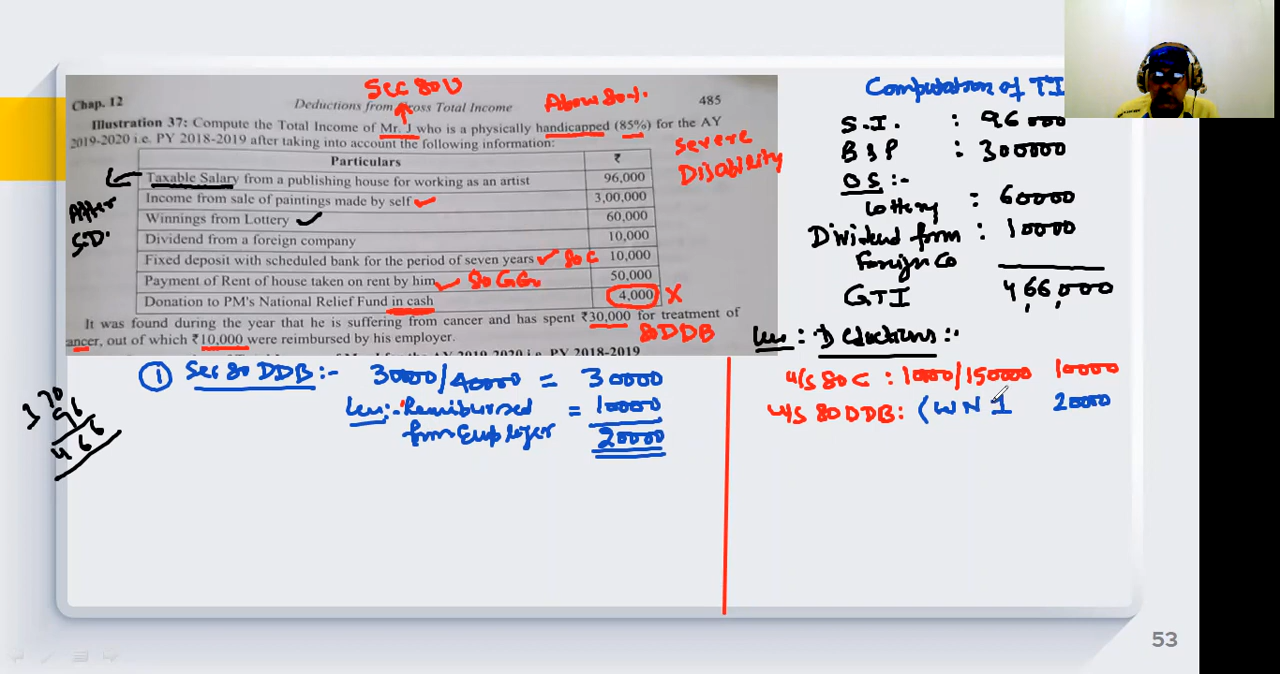 Sec 80U
Chap. 12
Deductions from Gross Total Income
Above 80%
485
Illustration 37: Compute the Total Income of Mr. J who is a physically handicapped (85%) for the AY
2019-2020 i.e. PY 2018-2019 after taking into account the following information:
Severe
Disability
Particulars ₹
Taxable Salary from a publishing house for working as an artist 96,000
Income from sale of paintings made by self 3,00,000
Winnings from Lottery 60,000
Dividend from a foreign company 10,000
Fixed deposit with scheduled bank for the period of seven years 80C 10,000
Payment of Rent of house taken on rent by him 80GG 50,000
Donation to PM's National Relief Fund in cash 4,000 X
After
S.D.
It was found during the year that he is suffering from cancer and has spent ₹30,000 for treatment of
80DDB
ancer, out of which ₹10,000 were reimbursed by his employer.
i.e. PY 2018-2019
① Sec 80DDB:- 30000/40000 = 30000
Less:- Reimbursed = 10000
from Employer
20000
370
96
466
Computation of TI
S.I. : 96000
B&P : 300000
OS:-
Lottery : 60000
Dividend from : 10000
Foreign Co
GTI 466,000
Less: Deductions:-
u/s 80C: 1000/150000 10000
u/s 80DDB: (WN 1 20000
53